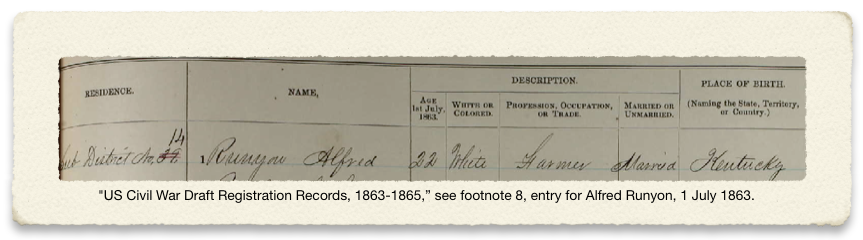 RESIDENCE.
NAME,
DESCRIPTION.
PLACE OF BIRTH.
(Naming the State, Territory, or Country.)
AGE 1st July, 1863.
WHITE OR COLORED.
PROFESSION, OCCUPATION, OR TRADE.
MARRIED OR UNMARRIED.
14
Sub District No. 1 Runyon Alfred 22 White Farmer Married Kentucky
"US Civil War Draft Registration Records, 1863-1865,” see footnote 8, entry for Alfred Runyon, 1 July 1863.